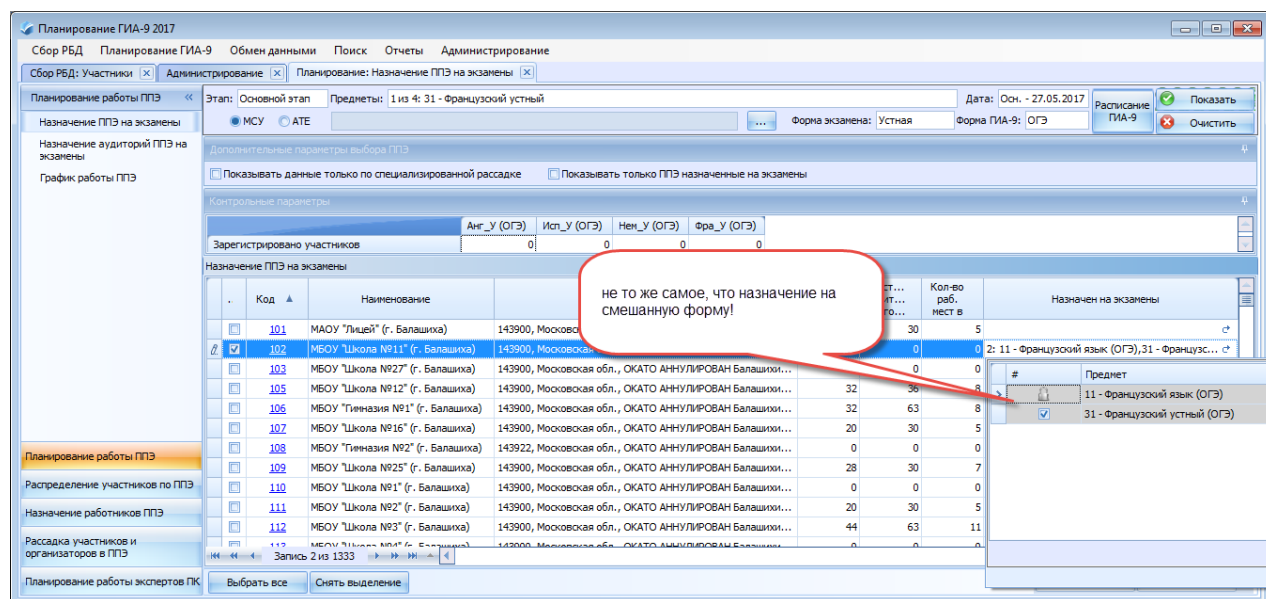 Планирование ГИА-9 2017
Сбор РБД Планирование ГИА-9 Обмен данными Поиск Отчеты Администрирование
Сбор РБД: Участники Администрирование Планирование: Назначение ППЭ на экзамены
Планирование работы ППЭ
Назначение ППЭ на экзамены
Назначение аудиторий ППЭ на
экзамены
График работы ППЭ
Этап: Основной этап Предметы: 1 из 4: 31 - Французский устный Дата: Осн. - 27.05.2017
МСУ АТЕ ... Форма экзамена: Устная Форма ГИА-9: ОГЭ
Расписание
ГИА-9
Показать
Очистить
Дополнительные параметры выбора ППЭ
Показывать данные только по специализированной рассадке Показывать только ППЭ назначенные на экзамены
Контрольные параметры
Анг_У (ОГЭ) Исп_У (ОГЭ) Нем_У (ОГЭ) Фра_У (ОГЭ)
Зарегистрировано участников 0 0 0 0
Назначение ППЭ на экзамены
не то же самое, что назначение на
смешанную форму!
.. Код Наименование Кол-во
раб.
мест в Назначен на экзамены
101 МАОУ "Лицей" (г. Балашиха) 143900, Московс 30 5
102 МБОУ "Школа №11" (г. Балашиха) 143900, Московская 0 0 2: 11 - Французский язык (ОГЭ),31 - Французс...
103 МБОУ "Школа №27" (г. Балашиха) 143900, Московская обл., ОКАТО АННУЛИРОВАН Балашихи... 0 0
105 МБОУ "Школа №12" (г. Балашиха) 143900, Московская обл., ОКАТО АННУЛИРОВАН Балашихи... 32 36 8
106 МБОУ "Гимназия №1" (г. Балашиха) 143900, Московская обл., ОКАТО АННУЛИРОВАН Балашихи... 32 63 8
107 МБОУ "Школа №16" (г. Балашиха) 143900, Московская обл., ОКАТО АННУЛИРОВАН Балашихи... 20 30 5
108 МБОУ "Гимназия №2" (г. Балашиха) 143922, Московская обл., ОКАТО АННУЛИРОВАН Балашихи... 0 0 0
109 МБОУ "Школа №25" (г. Балашиха) 143900, Московская обл., ОКАТО АННУЛИРОВАН Балашихи... 28 30 7
110 МБОУ "Школа №1" (г. Балашиха) 143900, Московская обл., ОКАТО АННУЛИРОВАН Балашихи... 0 0 0
111 МБОУ "Школа №2" (г. Балашиха) 143900, Московская обл., ОКАТО АННУЛИРОВАН Балашихи... 20 30 5
112 МБОУ "Школа №3" (г. Балашиха) 143900, Московская обл., ОКАТО АННУЛИРОВАН Балашихи... 44 63 11
# Предмет
11 - Французский язык (ОГЭ)
31 - Французский устный (ОГЭ)
Запись 2 из 1333
Выбрать все Снять выделение
Планирование работы ППЭ
Распределение участников по ППЭ
Назначение работников ППЭ
Рассадка участников и
организаторов в ППЭ
Планирование работы экспертов ПК